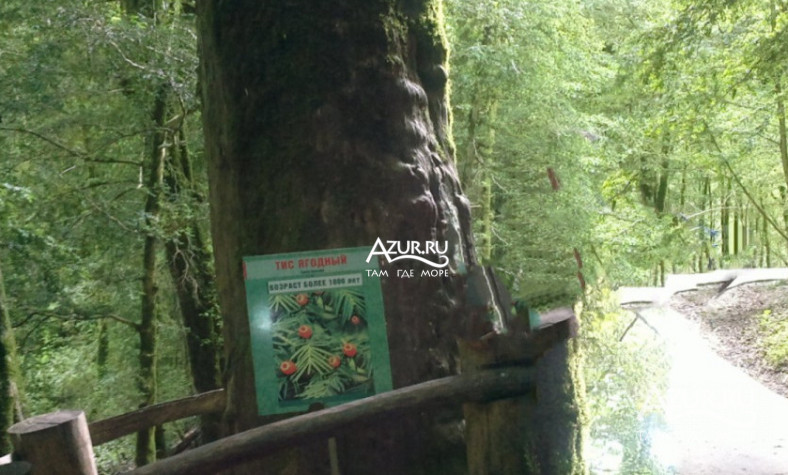 ТИС ЯГОДНЫЙ
ВОЗРАСТ БОЛЕЕ 1000 ЛЕТ
AZUR.RU
ТАМ ГДЕ МОРЕ